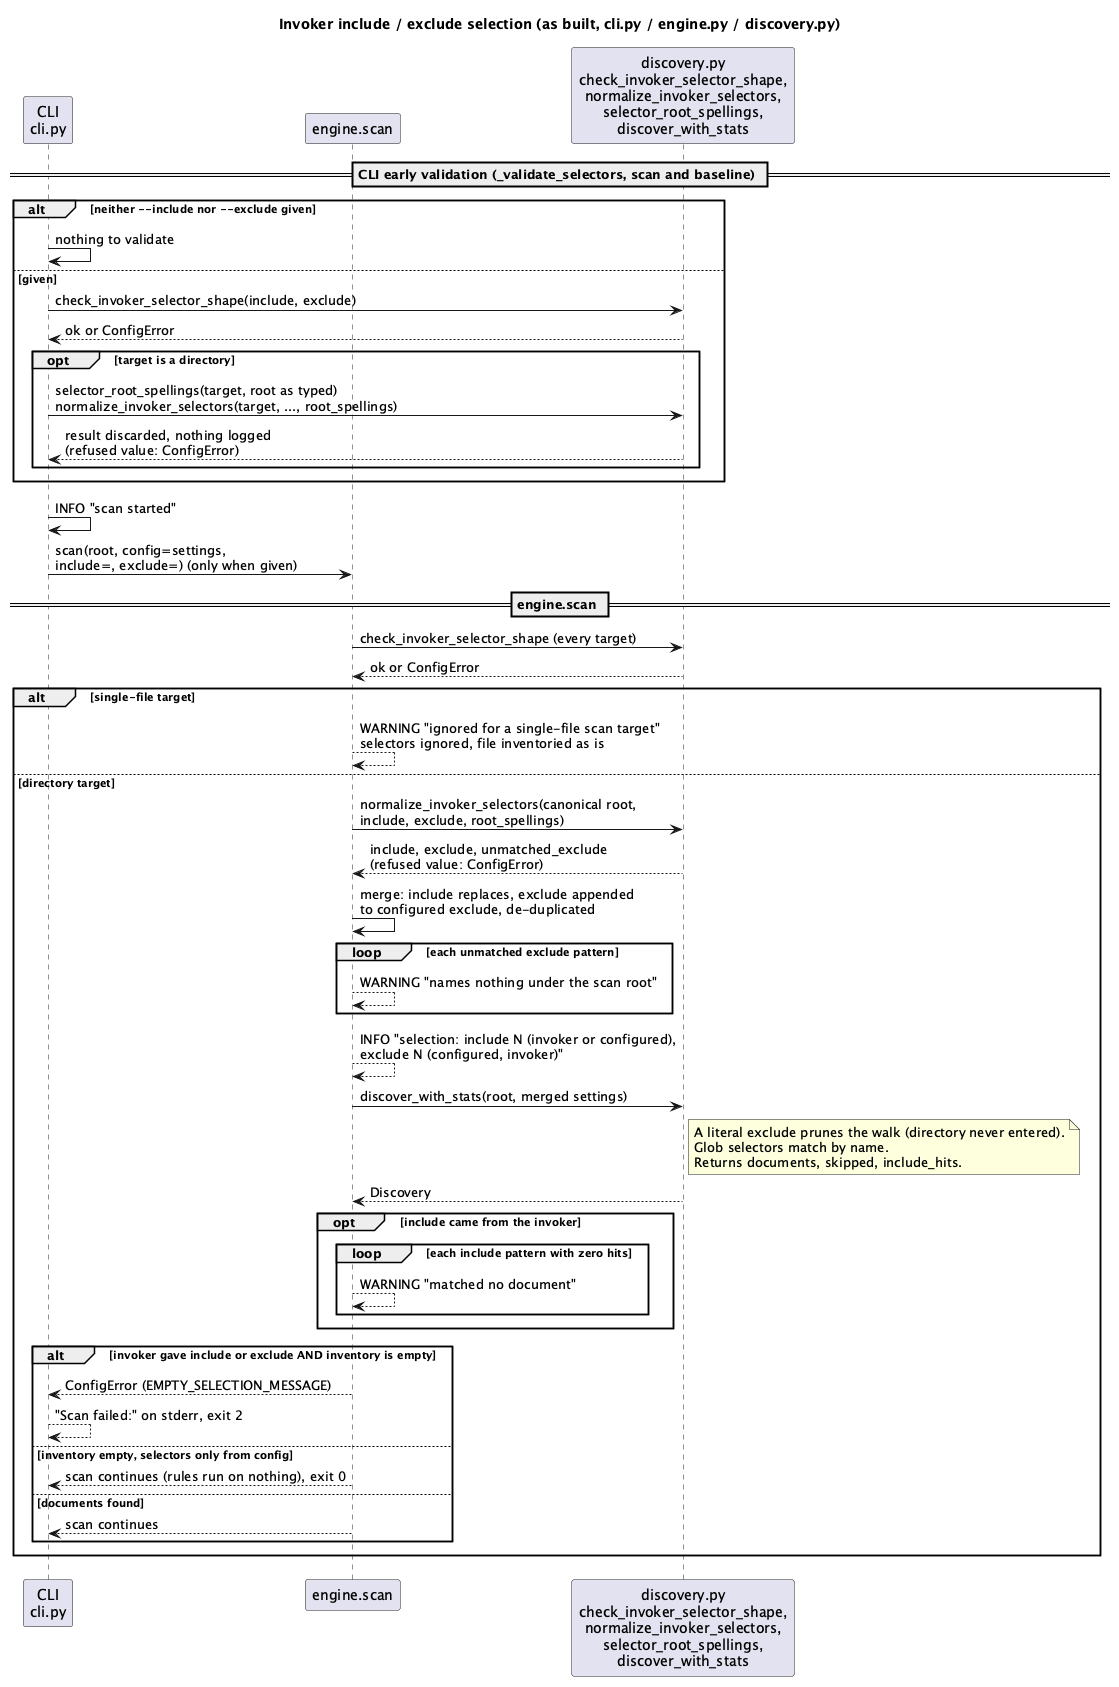 Invoker include / exclude selection (as built, cli.py / engine.py / discovery.py)
CLI
cli.py
engine.scan
discovery.py
check_invoker_selector_shape,
normalize_invoker_selectors,
selector_root_spellings,
discover_with_stats
CLI early validation (_validate_selectors, scan and baseline)
alt [neither --include nor --exclude given]
nothing to validate
[given]
check_invoker_selector_shape(include, exclude)
ok or ConfigError
opt [target is a directory]
selector_root_spellings(target, root as typed)
normalize_invoker_selectors(target, ..., root_spellings)
result discarded, nothing logged
(refused value: ConfigError)
INFO "scan started"
scan(root, config=settings,
include=, exclude=) (only when given)
engine.scan
check_invoker_selector_shape (every target)
ok or ConfigError
alt [single-file target]
WARNING "ignored for a single-file scan target"
selectors ignored, file inventoried as is
[directory target]
normalize_invoker_selectors(canonical root,
include, exclude, root_spellings)
include, exclude, unmatched_exclude
(refused value: ConfigError)
merge: include replaces, exclude appended
to configured exclude, de-duplicated
loop [each unmatched exclude pattern]
WARNING "names nothing under the scan root"
INFO "selection: include N (invoker or configured),
exclude N (configured, invoker)"
discover_with_stats(root, merged settings)
A literal exclude prunes the walk (directory never entered).
Glob selectors match by name.
Returns documents, skipped, include_hits.
Discovery
opt [include came from the invoker]
loop [each include pattern with zero hits]
WARNING "matched no document"
alt [invoker gave include or exclude AND inventory is empty]
ConfigError (EMPTY_SELECTION_MESSAGE)
"Scan failed:" on stderr, exit 2
[inventory empty, selectors only from config]
scan continues (rules run on nothing), exit 0
[documents found]
scan continues
CLI
cli.py
engine.scan
discovery.py
check_invoker_selector_shape,
normalize_invoker_selectors,
selector_root_spellings,
discover_with_stats